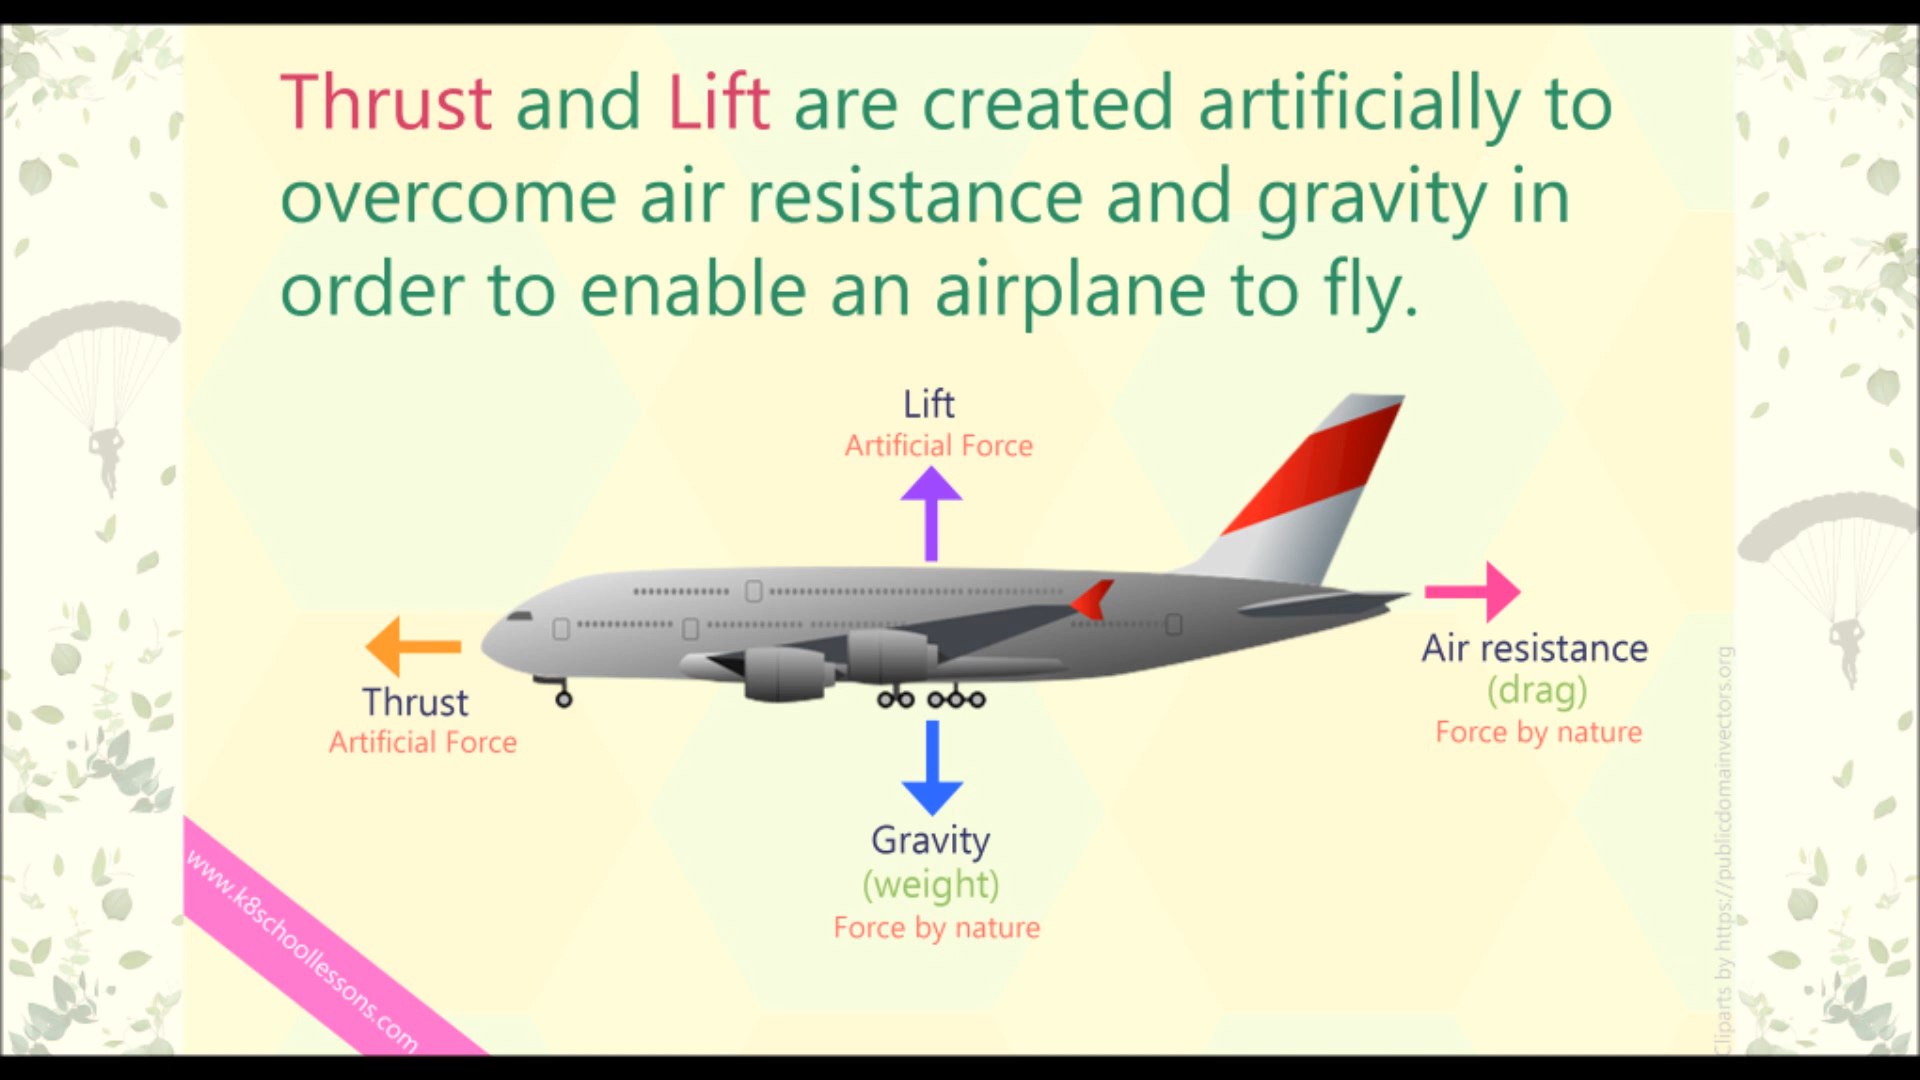 Thrust and Lift are created artificially to
overcome air resistance and gravity in
order to enable an airplane to fly.
Lift
Artificial Force
Thrust
Artificial Force
Air resistance
(drag)
Force by nature
Gravity
(weight)
Force by nature
www.k8schoollessons.com
Cliparts by https://publicdomainvectors.org